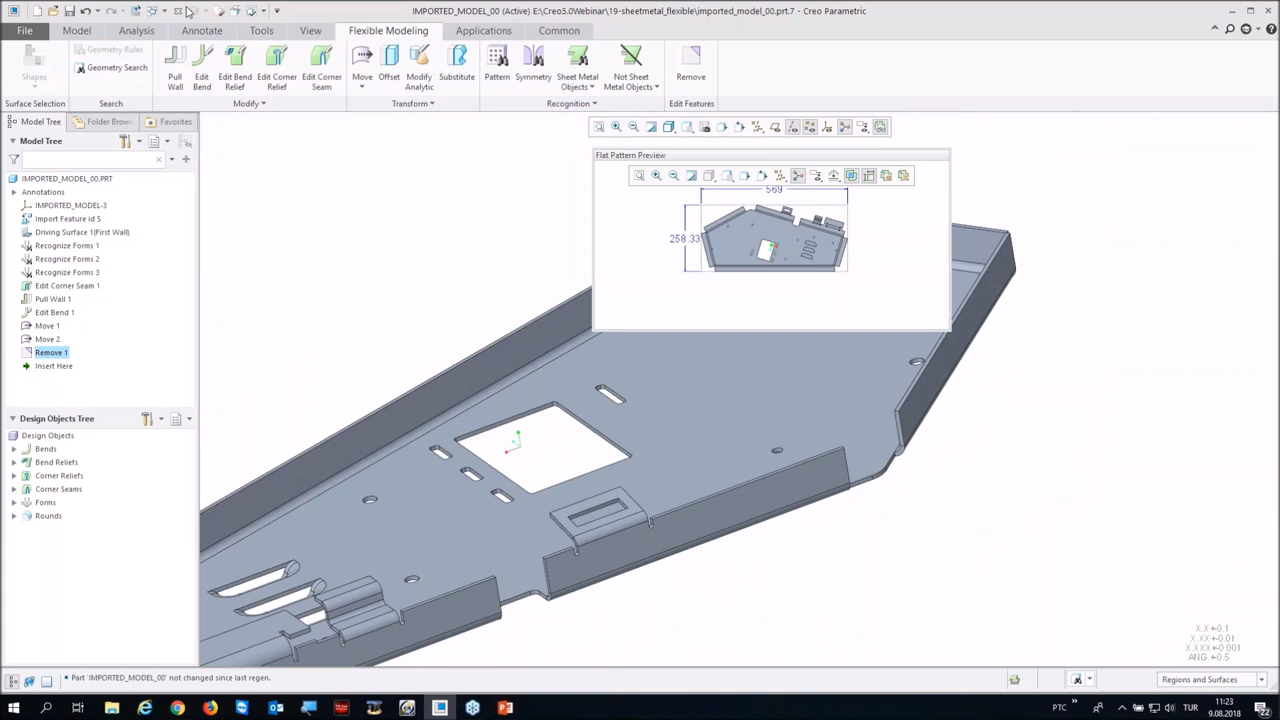 IMPORTED_MODEL_00 (Active) E:\Creo5.0Webinar\19-sheetmetal_flexible\imported_model_00.prt.7 - Creo Parametric
File Model Analysis Annotate Tools View Flexible Modeling Applications Common
Shapes
Geometry Rules
Geometry Search
Pull Wall
Edit Bend
Edit Bend Relief
Edit Corner Relief
Edit Corner Seam
Move
Offset
Modify Analytic
Substitute
Pattern
Symmetry
Sheet Metal Objects
Not Sheet Metal Objects
Remove
Surface Selection Search Modify Transform Recognition Edit Features
Model Tree Folder Brow Favorites
Model Tree
IMPORTED_MODEL_00.PRT
Annotations
IMPORTED_MODEL-3
Import Feature id 5
Driving Surface 1(First Wall)
Recognize Forms 1
Recognize Forms 2
Recognize Forms 3
Edit Corner Seam 1
Pull Wall 1
Edit Bend 1
Move 1
Move 2
Remove 1
Insert Here
Design Objects Tree
Design Objects
Bends
Bend Reliefs
Corner Reliefs
Corner Seams
Forms
Rounds
Flat Pattern Preview
569
258.33
X.X +-0.1
X.XX +-0.01
X.XXX +-0.001
ANG. +-0.5
• Part 'IMPORTED_MODEL_00' not changed since last regen.
Regions and Surfaces
PTC TUR 11:23
9.08.2018
22